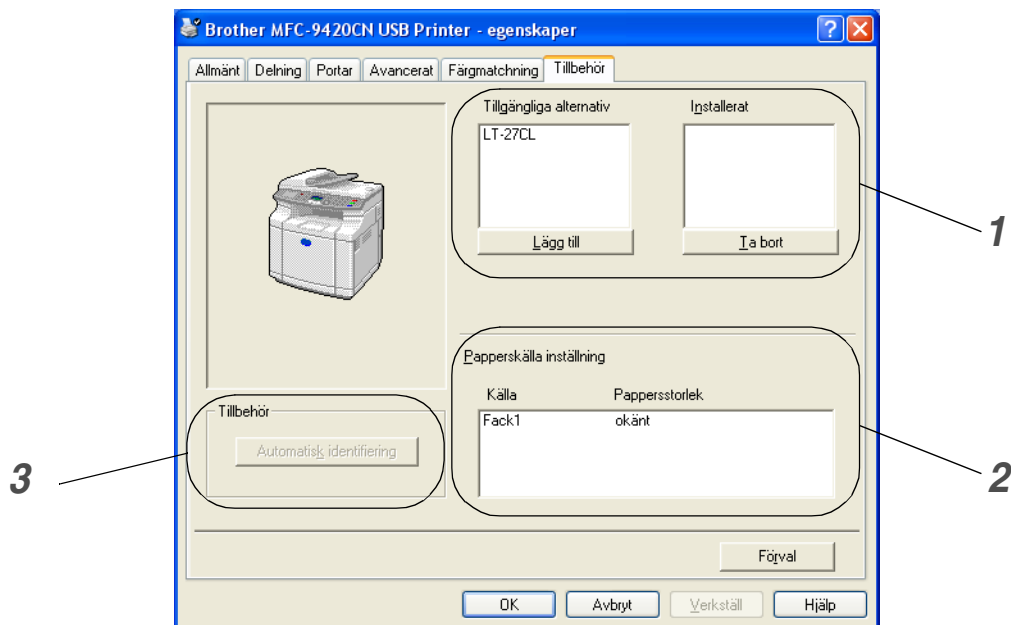 Brother MFC-9420CN USB Printer - egenskaper
Allmänt Delning Portar Avancerat Färgmatchning Tillbehör
Tillgängliga alternativ Installerat
LT-27CL
Lägg till Ta bort
1
Papperskälla inställning
Källa Pappersstorlek
Fack1 okänt
Tillbehör
Automatisk identifiering
3
2
Förval
OK Avbryt Verkställ Hjälp